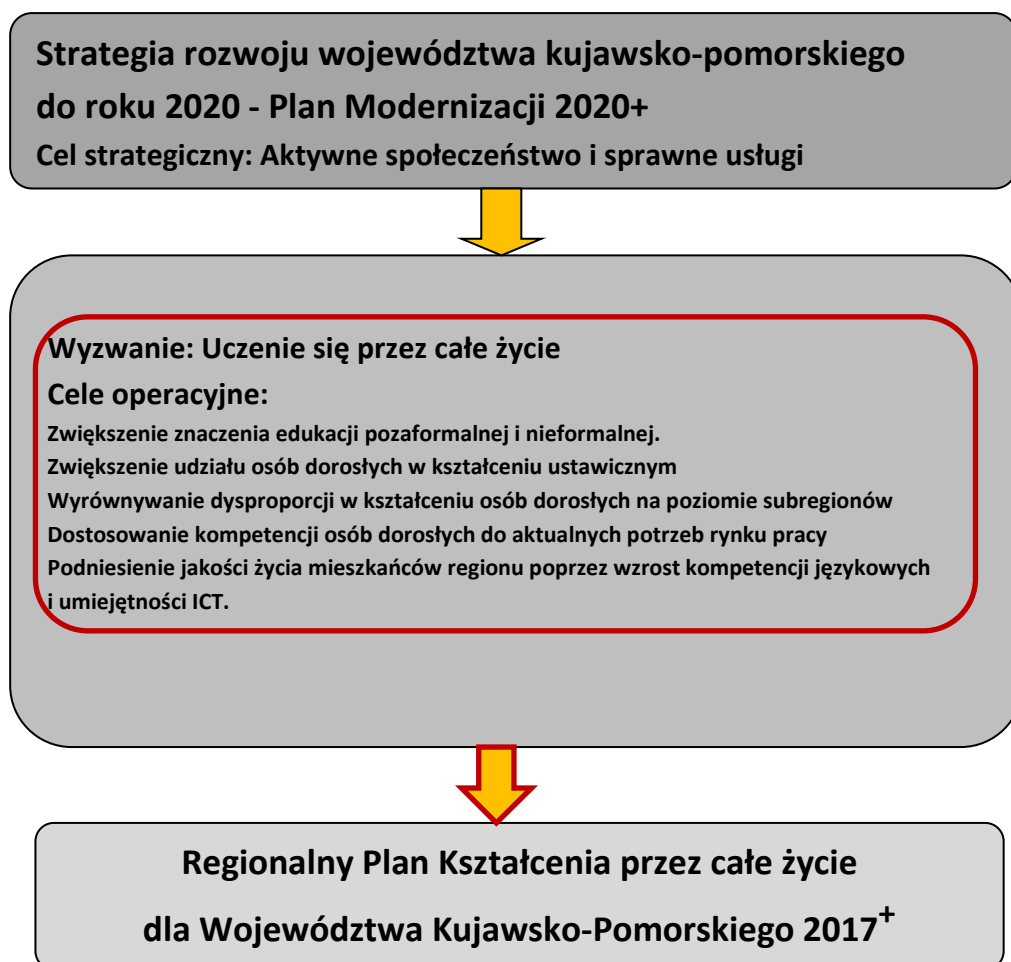 Strategia rozwoju województwa kujawsko-pomorskiego
do roku 2020 - Plan Modernizacji 2020+
Cel strategiczny: Aktywne społeczeństwo i sprawne usługi
Wyzwanie: Uczenie się przez całe życie
Cele operacyjne:
Zwiększenie znaczenia edukacji pozaformalnej i nieformalnej.
Zwiększenie udziału osób dorosłych w kształceniu ustawicznym
Wyrównywanie dysproporcji w kształceniu osób dorosłych na poziomie subregionów
Dostosowanie kompetencji osób dorosłych do aktualnych potrzeb rynku pracy
Podniesienie jakości życia mieszkańców regionu poprzez wzrost kompetencji językowych
i umiejętności ICT.
Regionalny Plan Kształcenia przez całe życie
dla Województwa Kujawsko-Pomorskiego 2017+